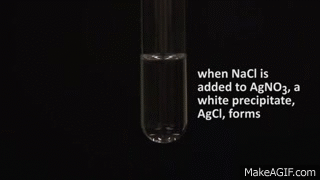 when NaCl is
added to AgNO3, a
white precipitate,
AgCl, forms
MakeAGIF.com